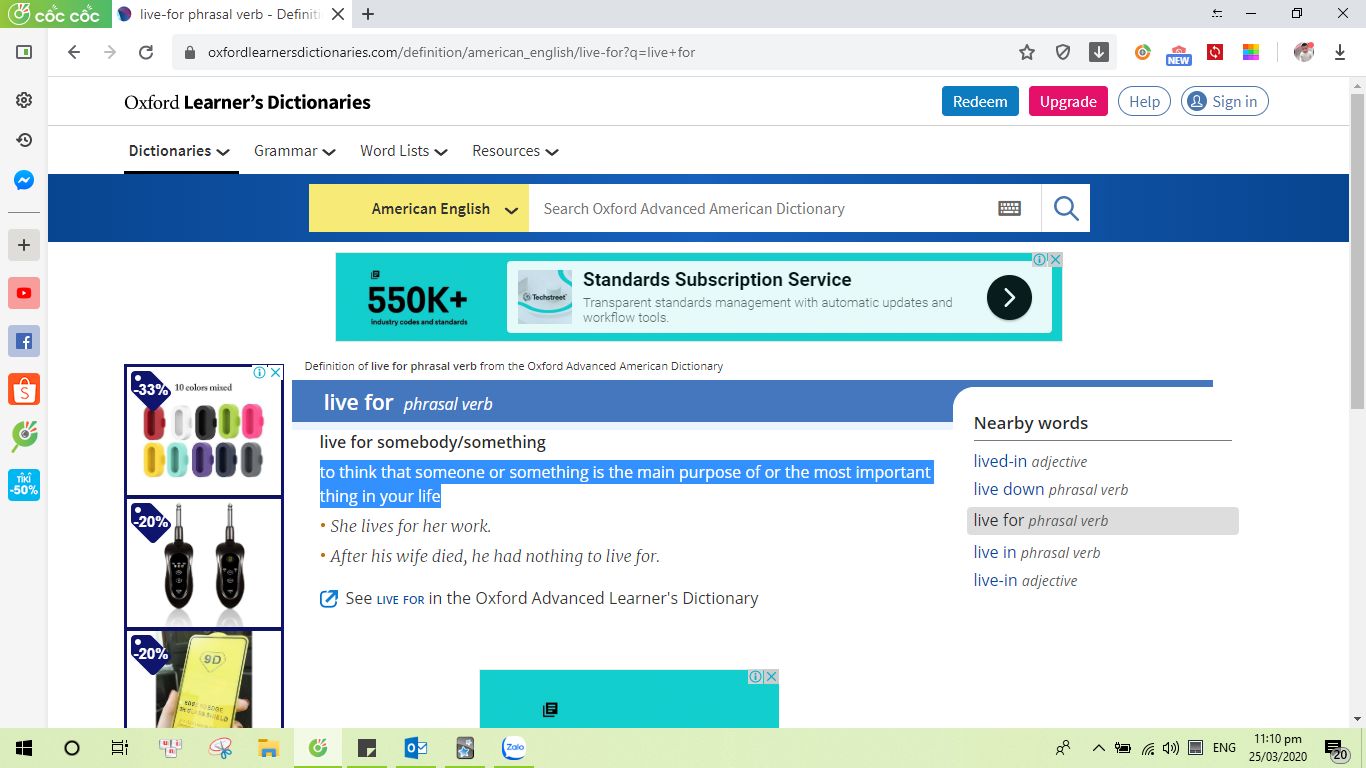 cốc cốc
live-for phrasal verb - Definiti
oxfordlearnersdictionaries.com/definition/american_english/live-for?q=live+for
NEW
Oxford Learner's Dictionaries
Redeem
Upgrade
Help
Sign in
Dictionaries
Grammar
Word Lists
Resources
American English
Search Oxford Advanced American Dictionary
550K+
industry codes and standards
Techstreet
Standards Subscription Service
Transparent standards management with automatic updates and
workflow tools.
Definition of live for phrasal verb from the Oxford Advanced American Dictionary
-33%
10 colors mixed
-20%
-20%
9D
live for phrasal verb
live for somebody/something
to think that someone or something is the main purpose of or the most important
thing in your life
• She lives for her work.
• After his wife died, he had nothing to live for.
See LIVE FOR in the Oxford Advanced Learner's Dictionary
Nearby words
lived-in adjective
live down phrasal verb
live for phrasal verb
live in phrasal verb
live-in adjective
TIKI
-50%
Zalo
ENG
11:10 pm
25/03/2020
20